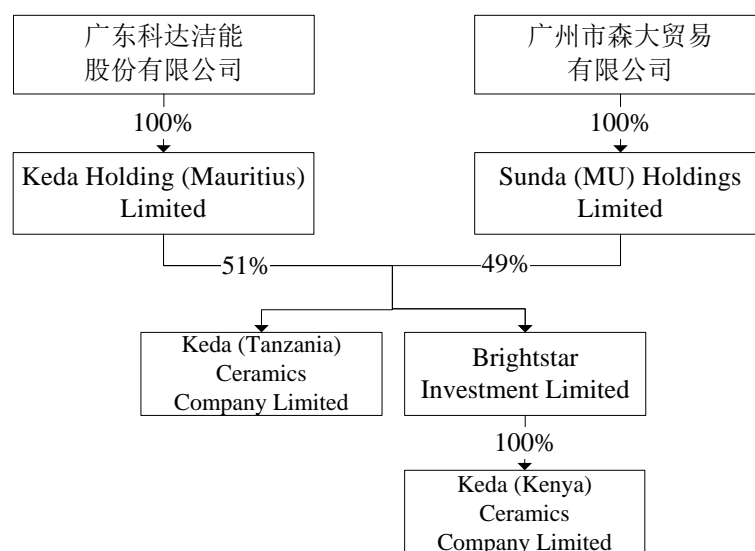 广东科达洁能
股份有限公司
广州市森大贸易
有限公司
100%
100%
Keda Holding (Mauritius)
Limited
Sunda (MU) Holdings
Limited
51%
49%
Keda (Tanzania)
Ceramics
Company Limited
Brightstar
Investment Limited
100%
Keda (Kenya)
Ceramics
Company Limited